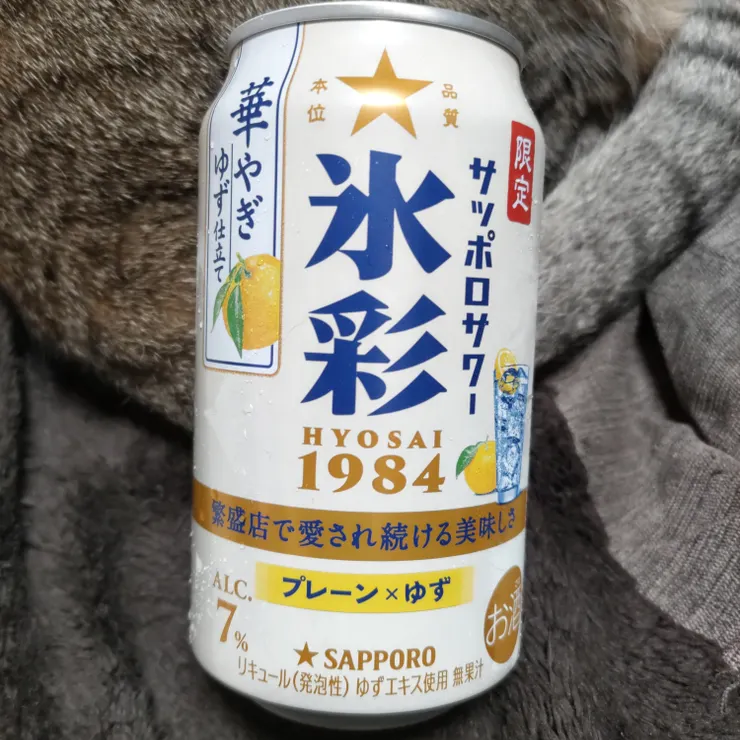 華やぎ
ゆず仕立て
品質
本位
限定
サッポロサワー
氷彩
HYOSAI
1984
繁盛店で愛され続ける美味しさ
プレーン×ゆず
ALC.
7%
お酒
★SAPPORO
リキュール(発泡性) ゆずエキス使用 無果汁